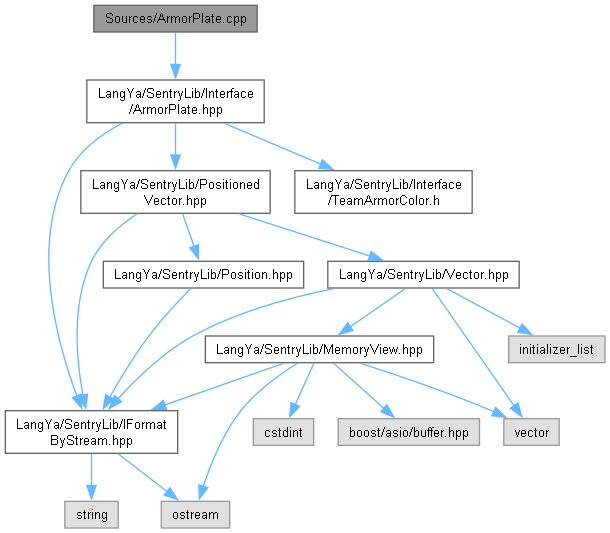 Sources/ArmorPlate.cpp
LangYa/SentryLib/Interface
/ArmorPlate.hpp
LangYa/SentryLib/Positioned
Vector.hpp
LangYa/SentryLib/Interface
/TeamArmorColor.h
LangYa/SentryLib/Position.hpp
LangYa/SentryLib/Vector.hpp
LangYa/SentryLib/MemoryView.hpp
initializer_list
LangYa/SentryLib/IFormat
ByStream.hpp
cstdint
boost/asio/buffer.hpp
vector
string
ostream